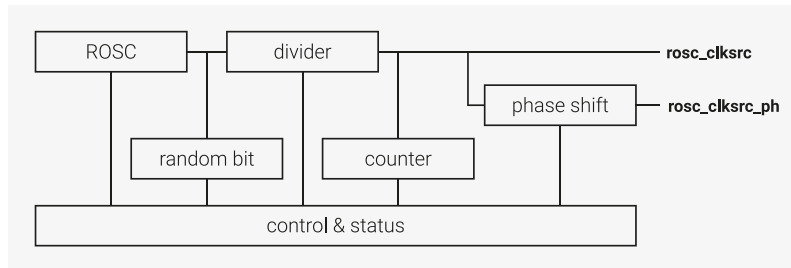 ROSC
divider
rosc_clksrc
phase shift
rosc_clksrc_ph
random bit
counter
control & status